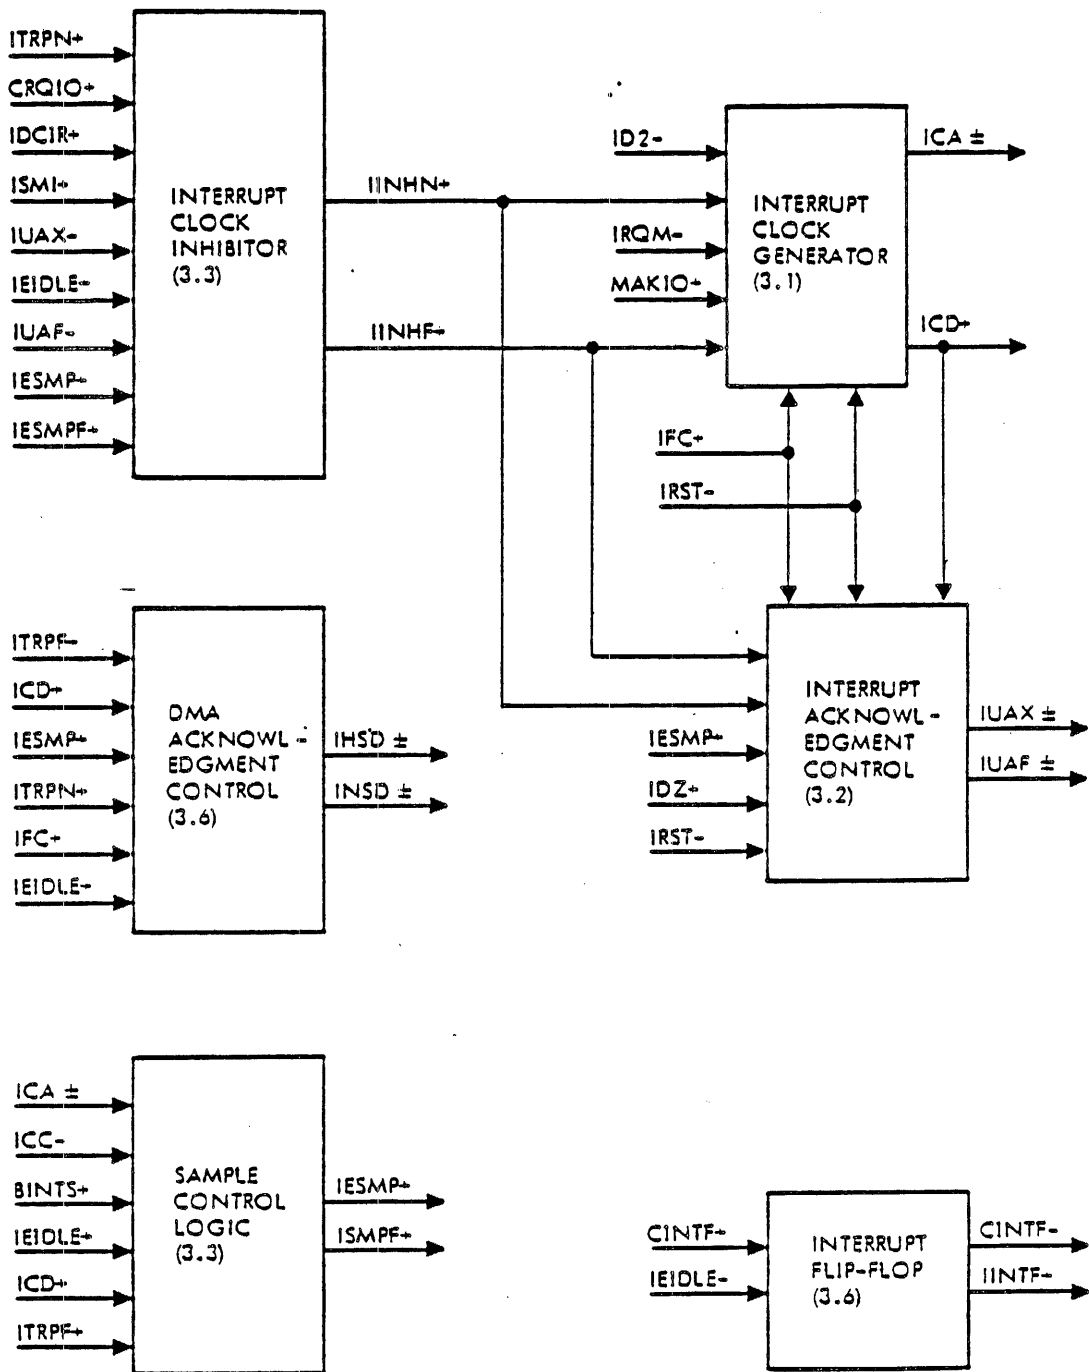 ITRPN+
CRQIO+
IDCIR+
ISMI+
IUAX-
IEIDLE-
IUAF-
IESMP+
IESMPF+
INTERRUPT
CLOCK
INHIBITOR
(3.3)
IINHN+
IINHF+
ID2-
IRQM-
MAKIO+
INTERRUPT
CLOCK
GENERATOR
(3.1)
ICA ±
ICD+
IFC+
IRST-
ITRPF-
ICD+
IESMP+
ITRPN+
IFC+
IEIDLE-
DMA
ACKNOWL-
EDGMENT
CONTROL
(3.6)
IHSD ±
INSD ±
IESMP+
IDZ+
IRST-
INTERRUPT
ACKNOWL-
EDGMENT
CONTROL
(3.2)
IUAX ±
IUAF ±
ICA ±
ICC-
BINTS+
IEIDLE+
ICD+
ITRPF+
SAMPLE
CONTROL
LOGIC
(3.3)
IESMP+
ISMPF+
CINTF+
IEIDLE-
INTERRUPT
FLIP-FLOP
(3.6)
CINTF-
IINTF+